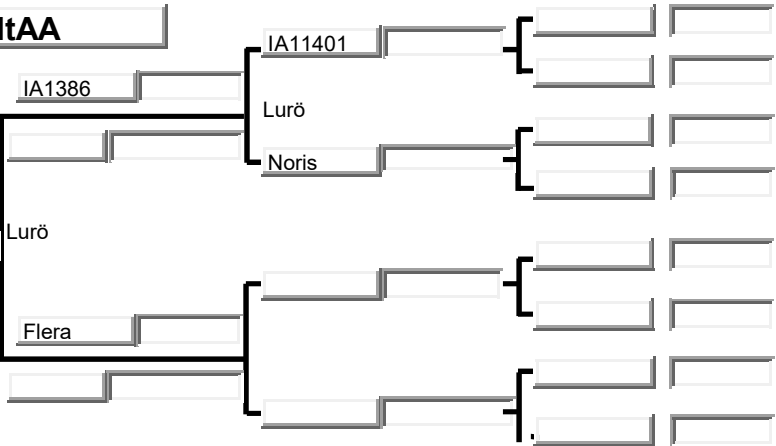 ltAA
IA11401
IA1386
Lurö
Noris
Lurö
Flera